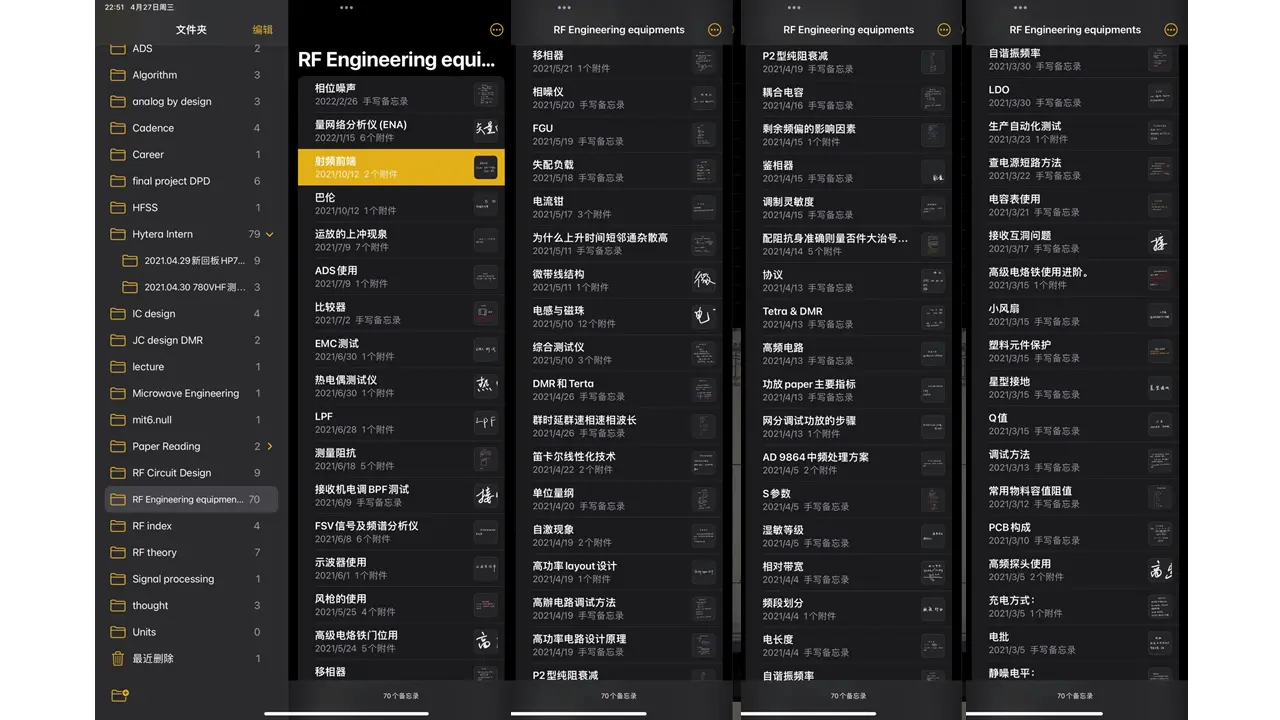 22:51 4月27日周三
文件夹
编辑
ADS 2
Algorithm 3
analog by design 3
Cadence 4
Career 1
final project DPD 6
HFSS 1
Hytera Intern 79
2021.04.29新回板HP7... 9
2021.04.30 780VHF测... 3
IC design 4
JC design DMR 2
lecture 1
Microwave Engineering 1
mit6.null 1
Paper Reading 2
RF Circuit Design 9
RF Engineering equipmen... 70
RF index 4
RF theory 7
Signal processing 1
thought 3
Units 0
最近删除 1
RF Engineering equi...
相位噪声
2022/2/26 手写备忘录
量网络分析仪(ENA)
2022/1/15 6个附件
射频前端
2021/10/12 2个附件
巴伦
2021/10/12 1个附件
运放的上冲现象
2021/7/9 7个附件
ADS使用
2021/7/9 1个附件
比较器
2021/7/2 手写备忘录
EMC测试
2021/6/30 1个附件
热电偶测试仪
2021/6/30 1个附件
LPF
2021/6/28 1个附件
测量阻抗
2021/6/18 5个附件
接收机电调BPF洞试
2021/6/9 手写备忘录
FSV信号及频谱分析仪
2021/6/8 6个附件
示波器使用
2021/6/1 1个附件
风枪的使用
2021/5/25 4个附件
高级电烙铁门位用
2021/5/24 5个附件
移相器
70个备忘录
RF Engineering equipments
移相器
2021/5/21 1个附件
相噪仪
2021/5/20 手写备忘录
FGU
2021/5/19 手写备忘录
失配负载
2021/5/18 手写备忘录
电流钳
2021/5/17 3个附件
为什么上升时间短邻通杂散高
2021/5/11 手写备忘录
微带线结构
2021/5/11 1个附件
电感与磁珠
2021/5/10 12个附件
综合测试仪
2021/5/10 3个附件
DMR和Terta
2021/4/26 手写备忘录
群时延群速相速相波长
2021/4/26 手写备忘录
笛卡尔线性化技术
2021/4/22 2个附件
单位量纲
2021/4/20 手写备忘录
自激现象
2021/4/19 2个附件
高功率layout设计
2021/4/19 1个附件
高瓣电路调试方法
2021/4/19 手写备忘录
高功率电路设计原理
2021/4/19 手写备忘录
P2型纯阻衰减
70个备忘录
RF Engineering equipments
P2型纯阻衰减
2021/4/19 手写备忘录
耦合电容
2021/4/16 手写备忘录
剩余频偏的影响因素
2021/4/15 1个附件
鉴相器
2021/4/15 手写备忘录
调制灵敏度
2021/4/15 手写备忘录
配阻抗身准确则量否件大治号...
2021/4/14 5个附件
协议
2021/4/13 手写备忘录
Tetra & DMR
2021/4/13 手写备忘录
高频电路
2021/4/13 手写备忘录
功放paper主要指标
2021/4/13 手写备忘录
网分调试功放的步骤
2021/4/13 1个附件
AD 9864中频处理方案
2021/4/5 2个附件
S参数
2021/4/5 手写备忘录
湿敏等级
2021/4/5 手写备忘录
相对带宽
2021/4/4 手写备忘录
频段划分
2021/4/4 1个附件
电长度
2021/4/4 手写备忘录
自谐振频率
70个备忘录
RF Engineering equipments
自谐振频率
2021/3/30 手写备忘录
LDO
2021/3/30 手写备忘录
生产自动化测试
2021/3/23 1个附件
查电源短路方法
2021/3/22 手写备忘录
电容表使用
2021/3/21 手写备忘录
接收互洞问题
2021/3/17 手写备忘录
高级电烙铁使用进阶。
2021/3/15 1个附件
小风扇
2021/3/15 手写备忘录
塑料元件保护
2021/3/15 手写备忘录
星型接地
2021/3/15 手写备忘录
Q值
2021/3/15 手写备忘录
调试方法
2021/3/13 手写备忘录
常用物料容值阻值
2021/3/12 手写备忘录
PCB构成
2021/3/10 手写备忘录
高频探头使用
2021/3/5 2个附件
充电方式:
2021/3/5 1个附件
电批
2021/3/5 手写备忘录
静噪电平:
70个备忘录